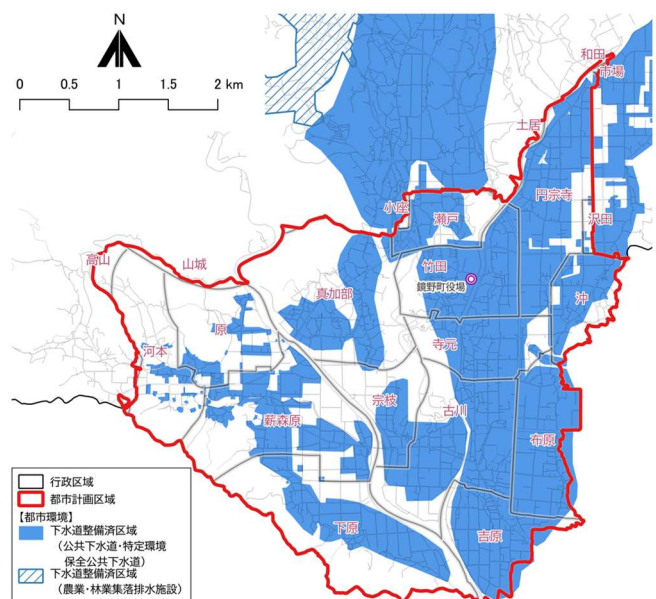 0 0.5 1 1.5 2 km
和田
市場
土居
円宗寺
小座
瀬戸
沢田
高山
山城
竹田
鏡野町役場
真加部
沖
原
河本
寺元
宗枝
古川
薪森原
布原
下原
吉原
行政区域
都市計画区域
【都市環境】
下水道整備済区域
(公共下水道・特定環境
保全公共下水道)
下水道整備済区域
(農業・林業集落排水施設)